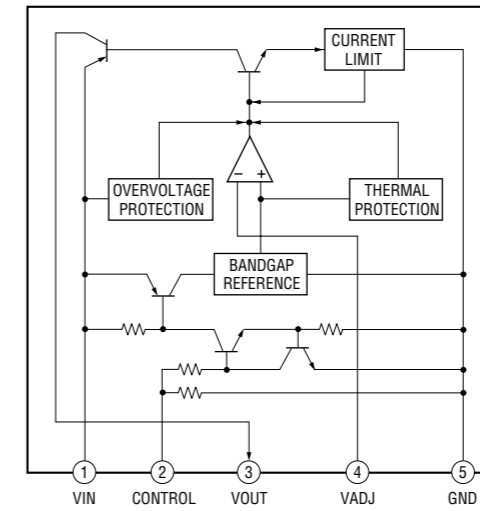 CURRENT
LIMIT
− +
OVERVOLTAGE
PROTECTION
THERMAL
PROTECTION
BANDGAP
REFERENCE
1 2 3 4 5
VIN CONTROL VOUT VADJ GND